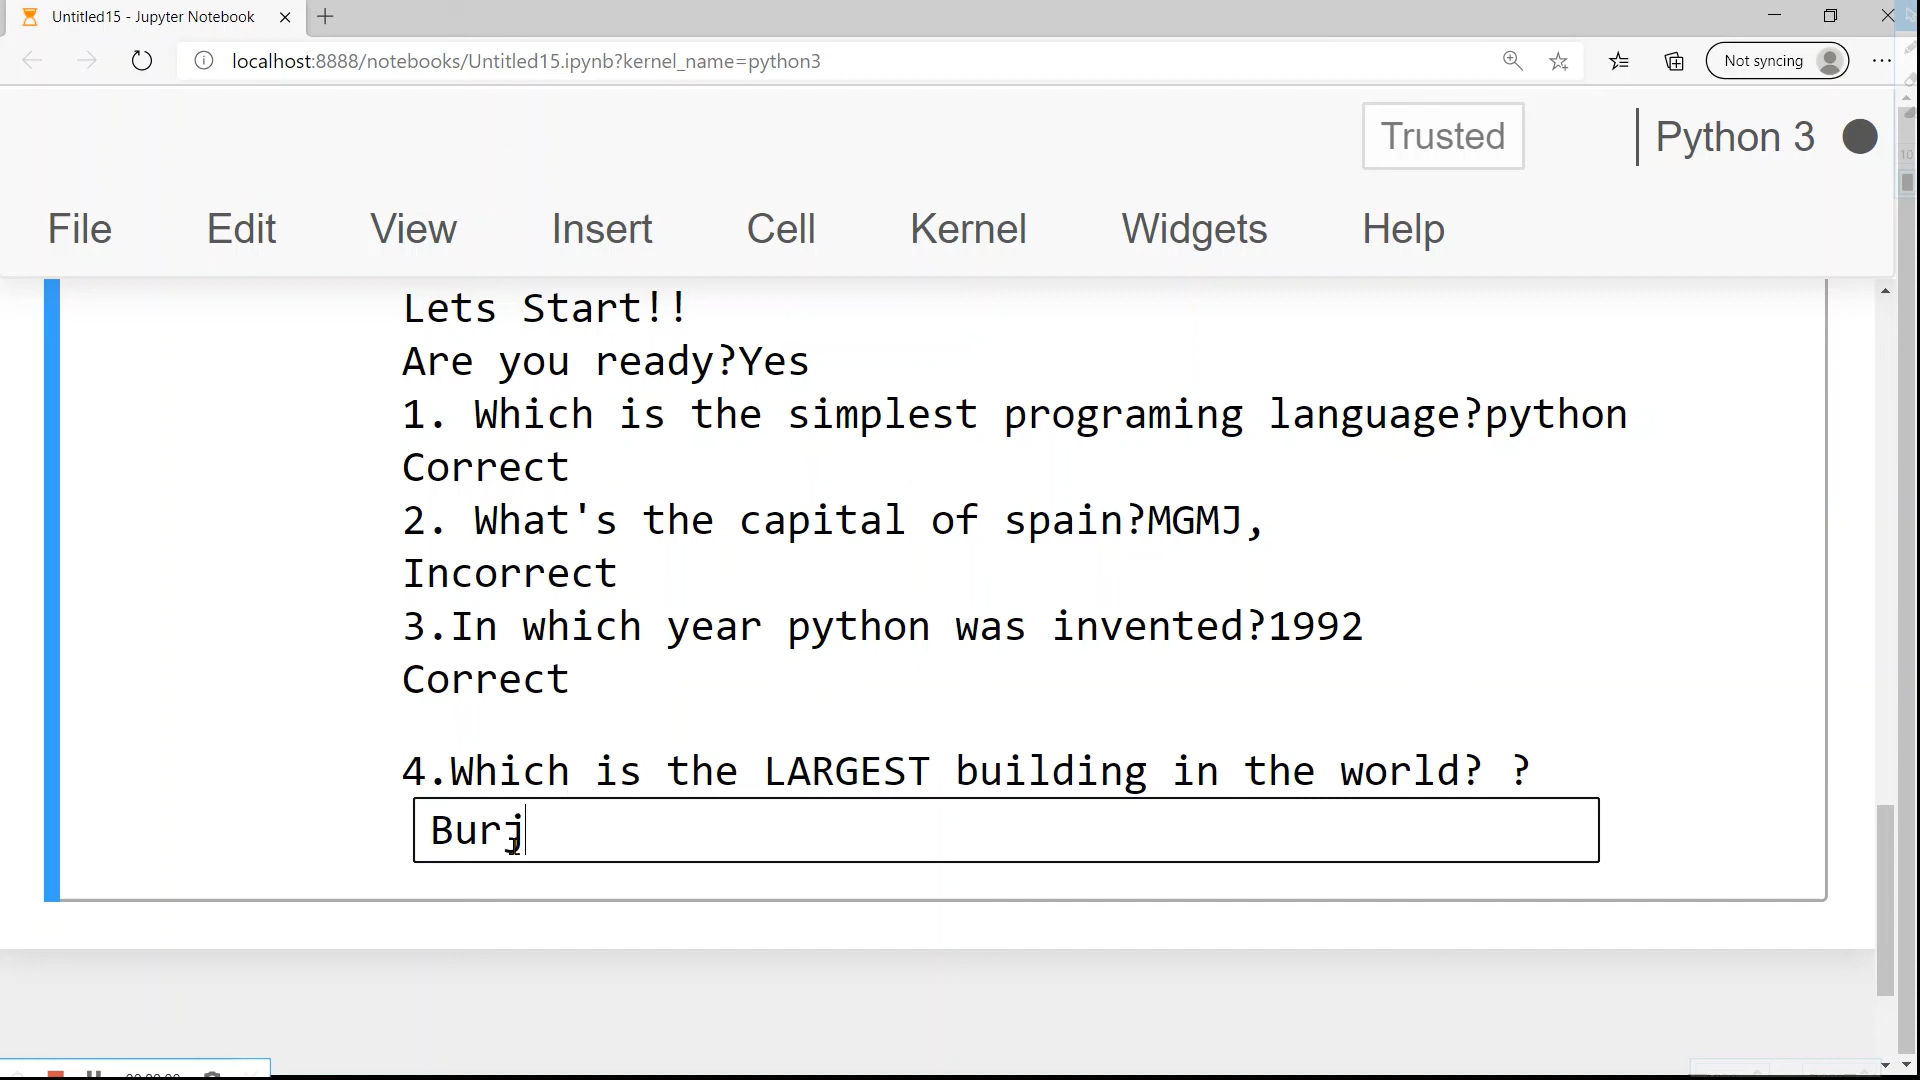 Untitled15 - Jupyter Notebook
localhost:8888/notebooks/Untitled15.ipynb?kernel_name=python3
Not syncing
Trusted
Python 3
File Edit View Insert Cell Kernel Widgets Help
Lets Start!!
Are you ready?Yes
1. Which is the simplest programing language?python
Correct
2. What's the capital of spain?MGMJ,
Incorrect
3.In which year python was invented?1992
Correct
4.Which is the LARGEST building in the world? ?
Burj
10